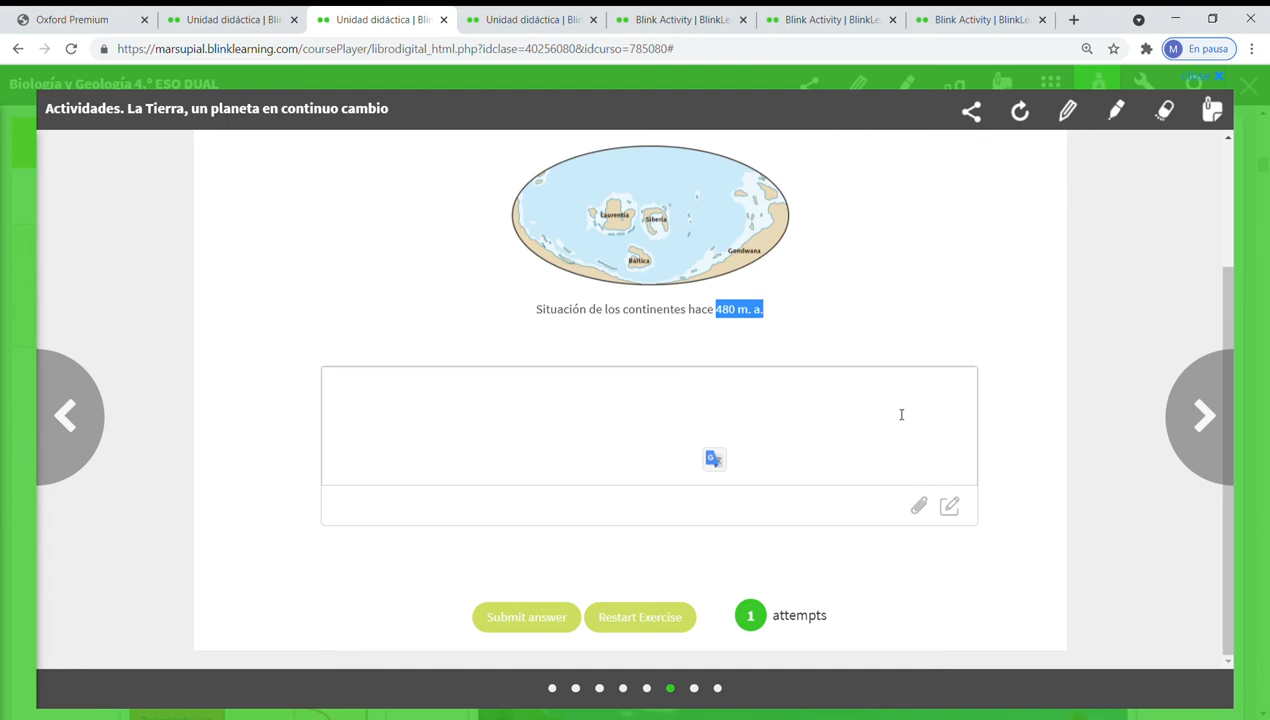 Oxford Premium
Unidad didáctica | Blin
Unidad didáctica | Blin
Unidad didáctica | Blin
Blink Activity | BlinkLe
Blink Activity | BlinkLe
Blink Activity | BlinkLe
https://marsupial.blinklearning.com/coursePlayer/librodigital_html.php?idclase=40256080&idcurso=785080#
M
En pausa
Biología y Geología 4.º ESO DUAL
close
Actividades. La Tierra, un planeta en continuo cambio
Laurentia
Siberia
Báltica
Gondwana
Situación de los continentes hace 480 m. a.
Submit answer
Restart Exercise
1
attempts